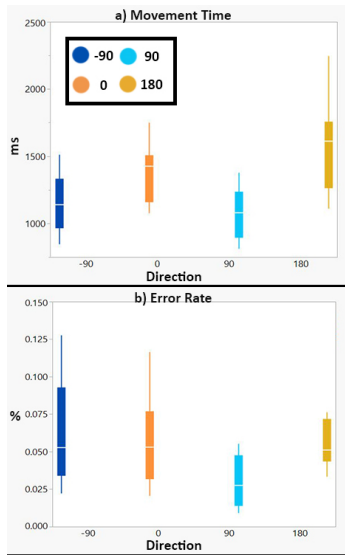 a) Movement Time
2500
-90 90
0 180
2000
ms
1500
1000
-90 0 90 180
Direction
b) Error Rate
0.150
0.125
0.100
0.075
%
0.050
0.025
0.000
-90 0 90 180
Direction